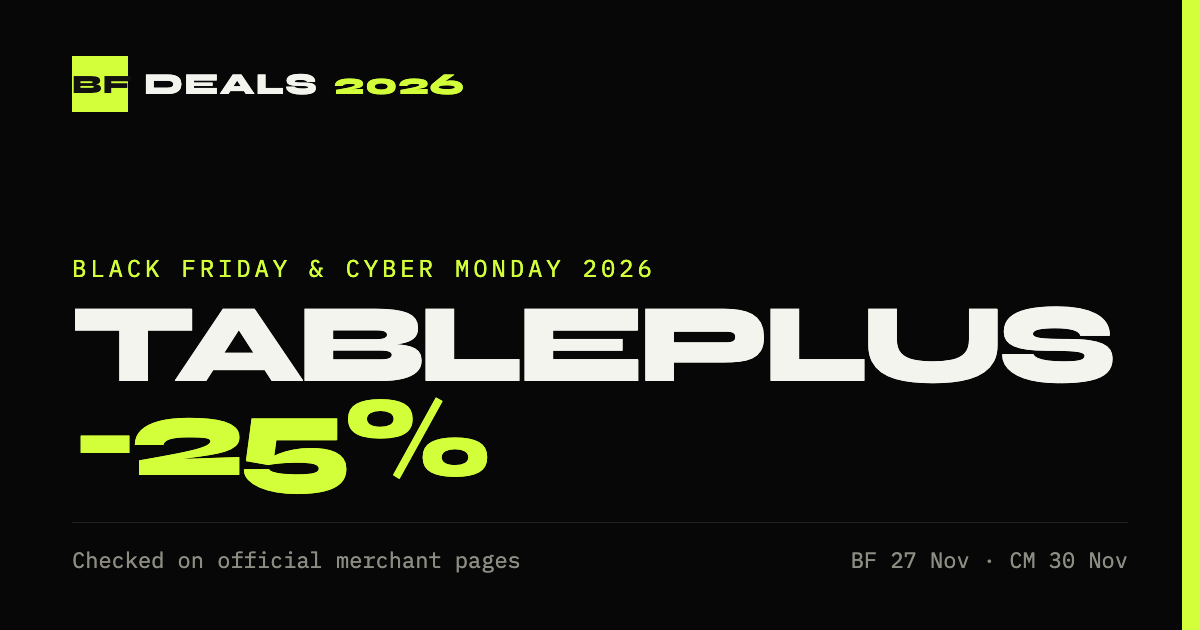 BF DEALS 2026
BLACK FRIDAY & CYBER MONDAY 2026
TABLEPLUS
-25%
Checked on official merchant pages
BF 27 Nov · CM 30 Nov